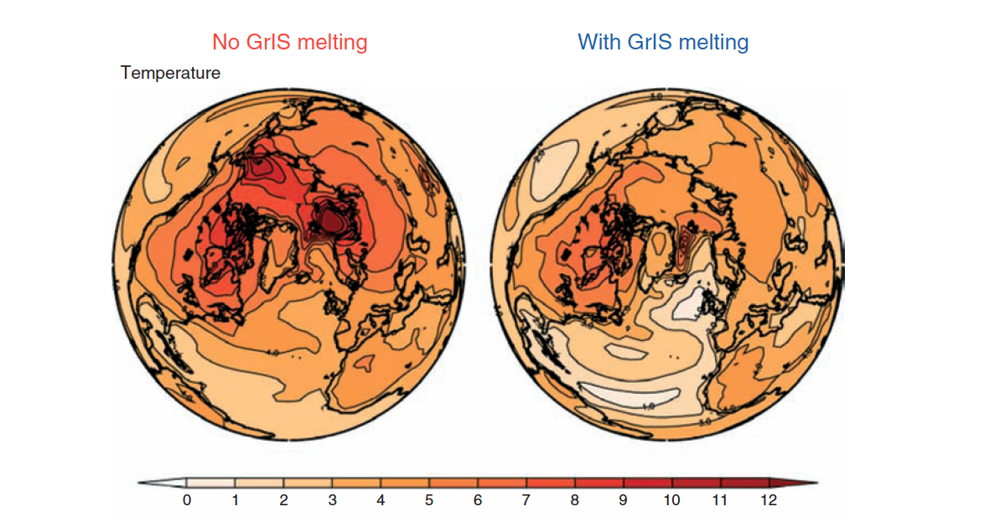 No GrIS melting
With GrIS melting
Temperature
0 1 2 3 4 5 6 7 8 9 10 11 12